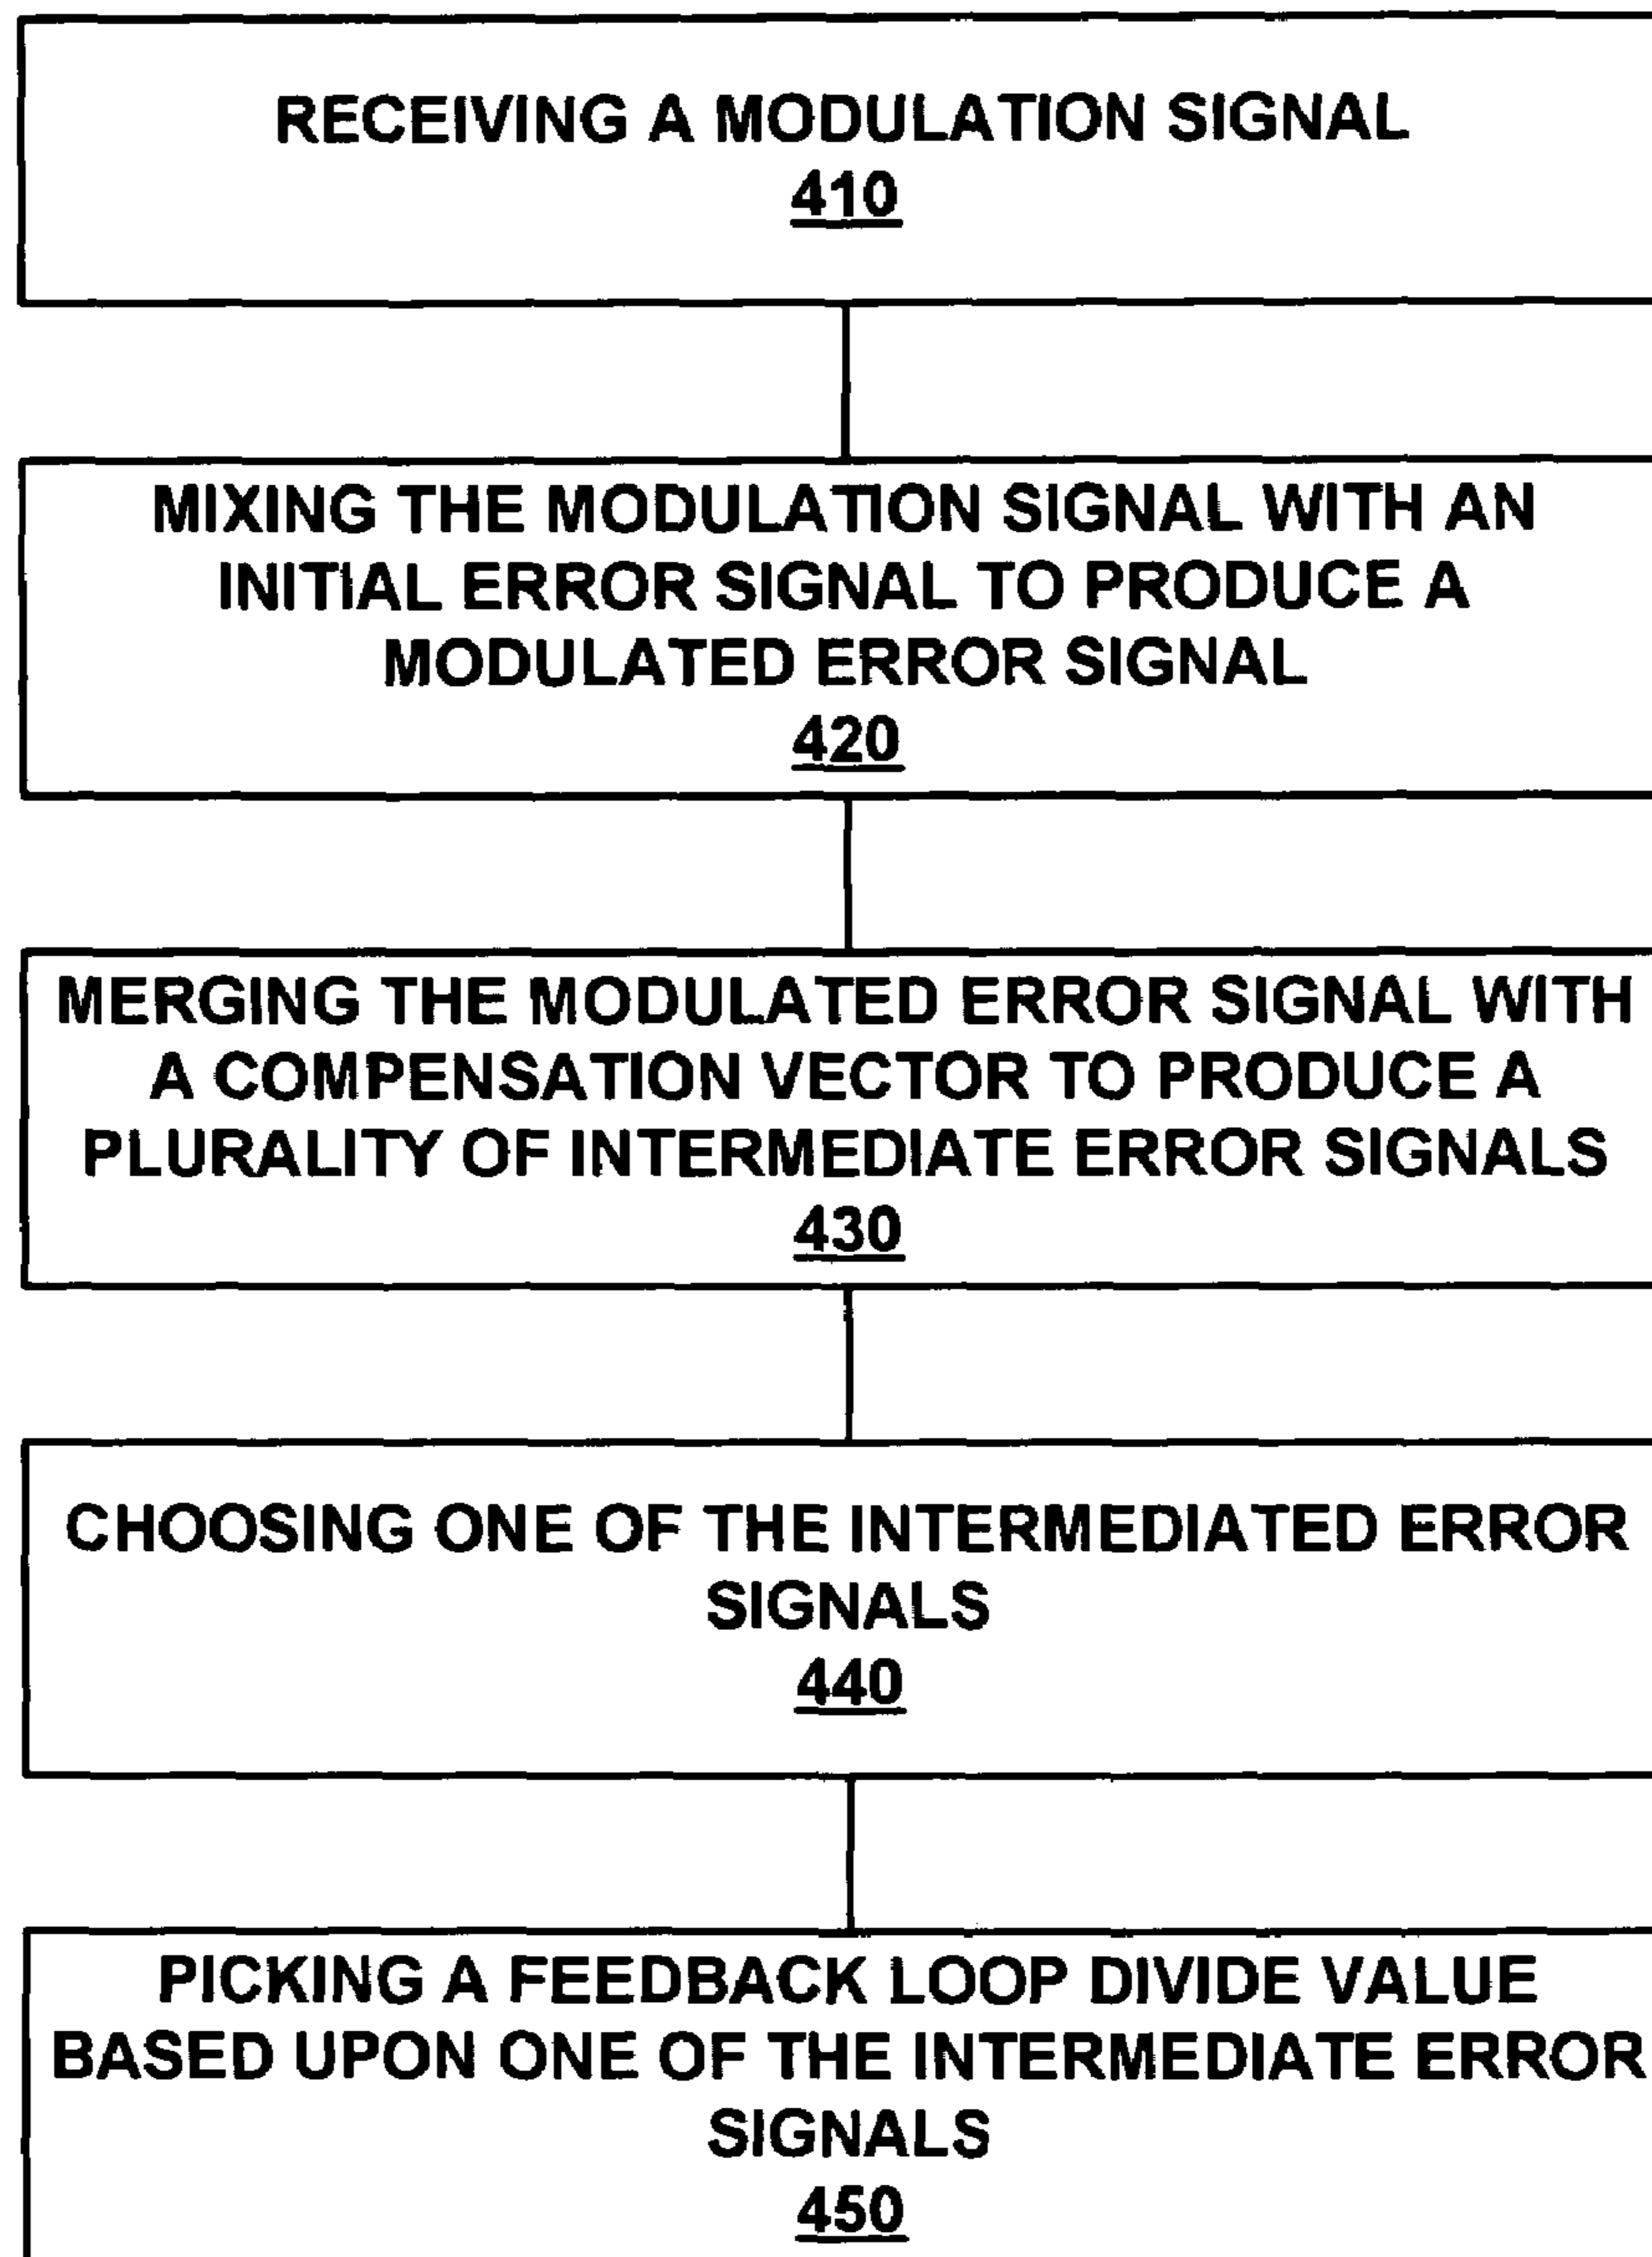 RECEIVING A MODULATION SIGNAL
410
MIXING THE MODULATION SIGNAL WITH AN
INITIAL ERROR SIGNAL TO PRODUCE A
MODULATED ERROR SIGNAL
420
MERGING THE MODULATED ERROR SIGNAL WITH
A COMPENSATION VECTOR TO PRODUCE A
PLURALITY OF INTERMEDIATE ERROR SIGNALS
430
CHOOSING ONE OF THE INTERMEDIATED ERROR
SIGNALS
440
PICKING A FEEDBACK LOOP DIVIDE VALUE
BASED UPON ONE OF THE INTERMEDIATE ERROR
SIGNALS
450